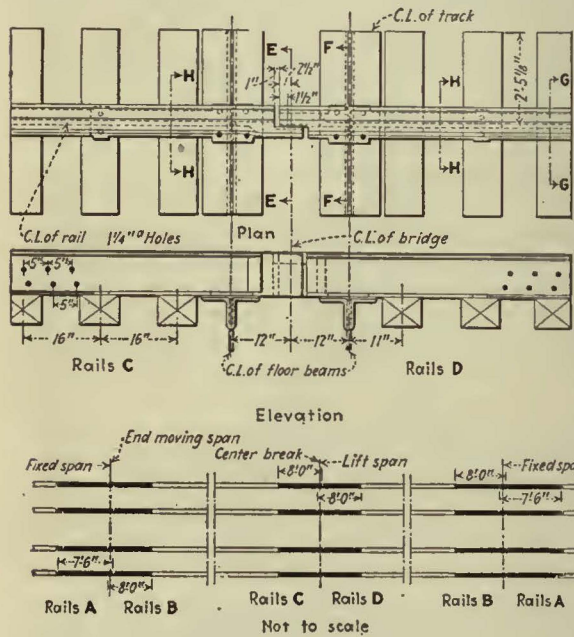 C.L.of track
E
F
2½"
1"
1½"
H
H
G
2'-5⅛"
H
H
G
E
F
C.L.of rail
1¼"ᵈ Holes
Plan
C.L.of bridge
5" 5"
5"
16" 16"
12" 12" 11"
Rails C
C.L.of floor beams
Rails D
Elevation
End moving span
Fixed span
Center break
8'0"
Lift span
8'0"
Fixed spa
8'0"
7'6"
7'6"
8'0"
Rails A
Rails B
Rails C
Rails D
Rails B
Rails A
Not to scale